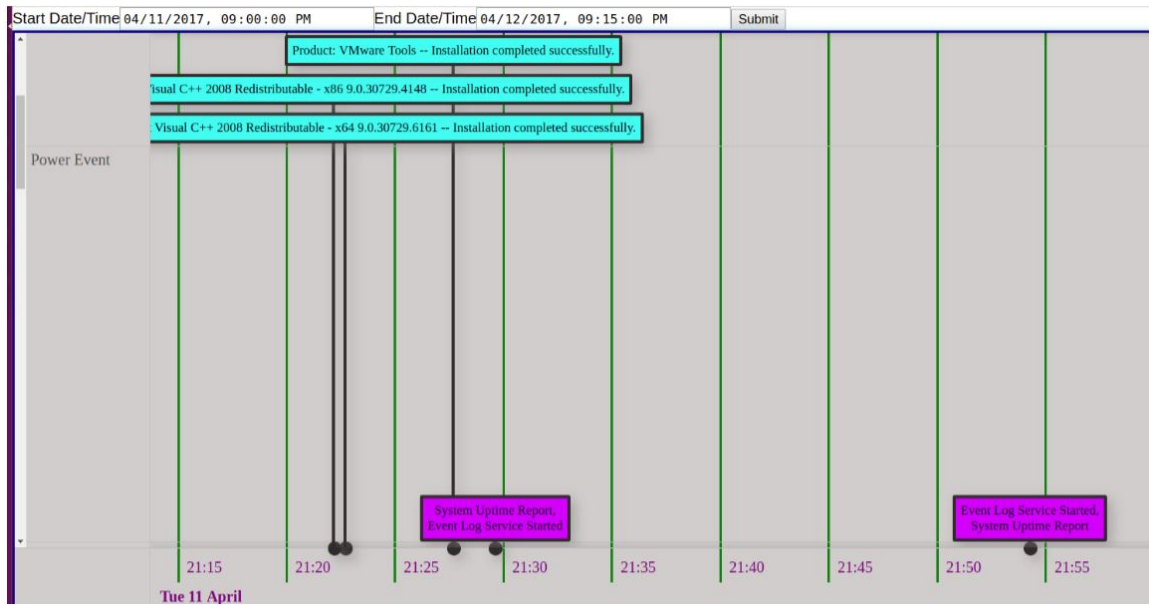 Start Date/Time 04/11/2017, 09:00:00 PM End Date/Time 04/12/2017, 09:15:00 PM Submit
Product: VMware Tools -- Installation completed successfully.
Visual C++ 2008 Redistributable - x86 9.0.30729.4148 -- Installation completed successfully.
Visual C++ 2008 Redistributable - x64 9.0.30729.6161 -- Installation completed successfully.
Power Event
System Uptime Report,
Event Log Service Started
Event Log Service Started,
System Uptime Report
21:15 21:20 21:25 21:30 21:35 21:40 21:45 21:50 21:55
Tue 11 April